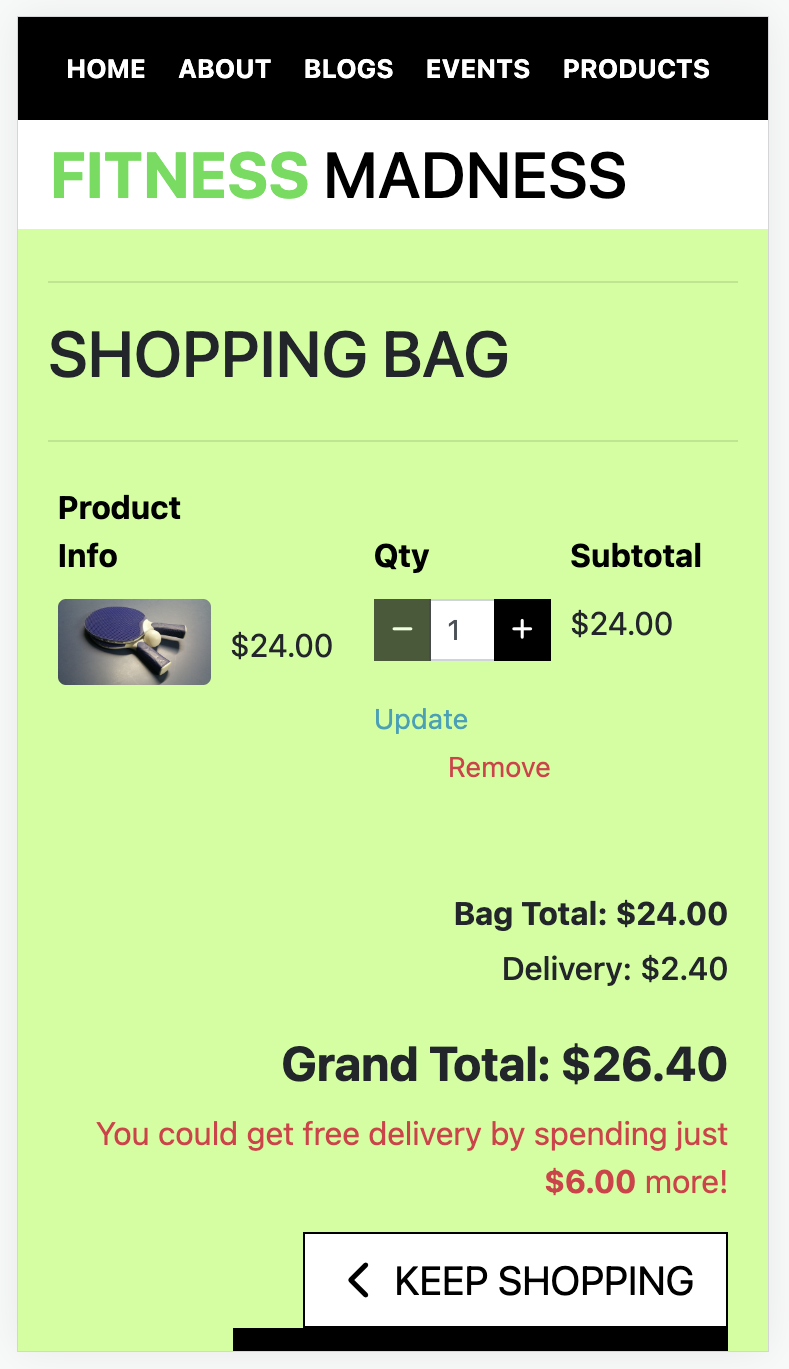 HOME ABOUT BLOGS EVENTS PRODUCTS
FITNESS MADNESS
SHOPPING BAG
Product
Info Qty Subtotal
$24.00 − 1 + $24.00
Update
Remove
Bag Total: $24.00
Delivery: $2.40
Grand Total: $26.40
You could get free delivery by spending just
$6.00 more!
KEEP SHOPPING